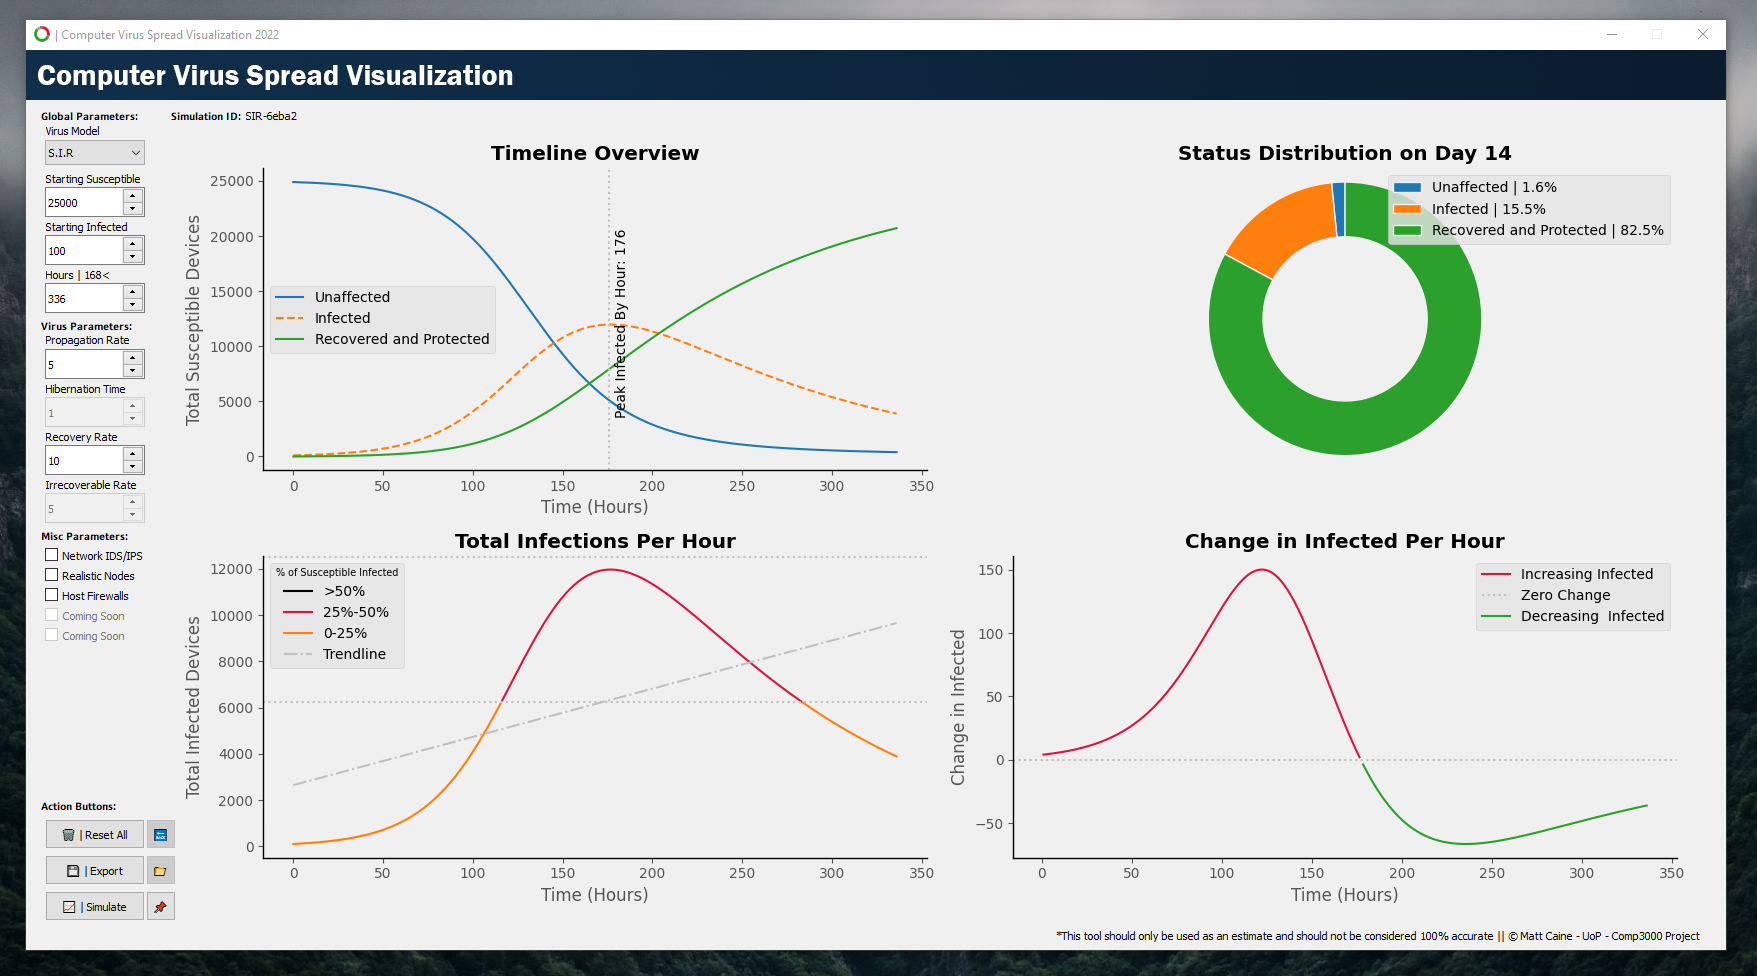 | Computer Virus Spread Visualization 2022
Computer Virus Spread Visualization
Global Parameters:
Virus Model
S.I.R
Starting Susceptible
25000
Starting Infected
100
Hours | 168<
336
Virus Parameters:
Propagation Rate
5
Hibernation Time
1
Recovery Rate
10
Irrecoverable Rate
5
Misc Parameters:
Network IDS/IPS
Realistic Nodes
Host Firewalls
Coming Soon
Coming Soon
Action Buttons:
| Reset All
| Export
| Simulate
Simulation ID: SIR-6eba2
Timeline Overview
Total Susceptible Devices
25000
20000
15000
10000
5000
0
Unaffected
Infected
Recovered and Protected
Peak Infected By Hour: 176
0 50 100 150 200 250 300 350
Time (Hours)
Status Distribution on Day 14
Unaffected | 1.6%
Infected | 15.5%
Recovered and Protected | 82.5%
Total Infections Per Hour
Total Infected Devices
12000
10000
8000
6000
4000
2000
0
% of Susceptible Infected
>50%
25%-50%
0-25%
Trendline
0 50 100 150 200 250 300 350
Time (Hours)
Change in Infected Per Hour
Change in Infected
150
100
50
0
−50
Increasing Infected
Zero Change
Decreasing  Infected
0 50 100 150 200 250 300 350
Time (Hours)
*This tool should only be used as an estimate and should not be considered 100% accurate || © Matt Caine - UoP - Comp3000 Project